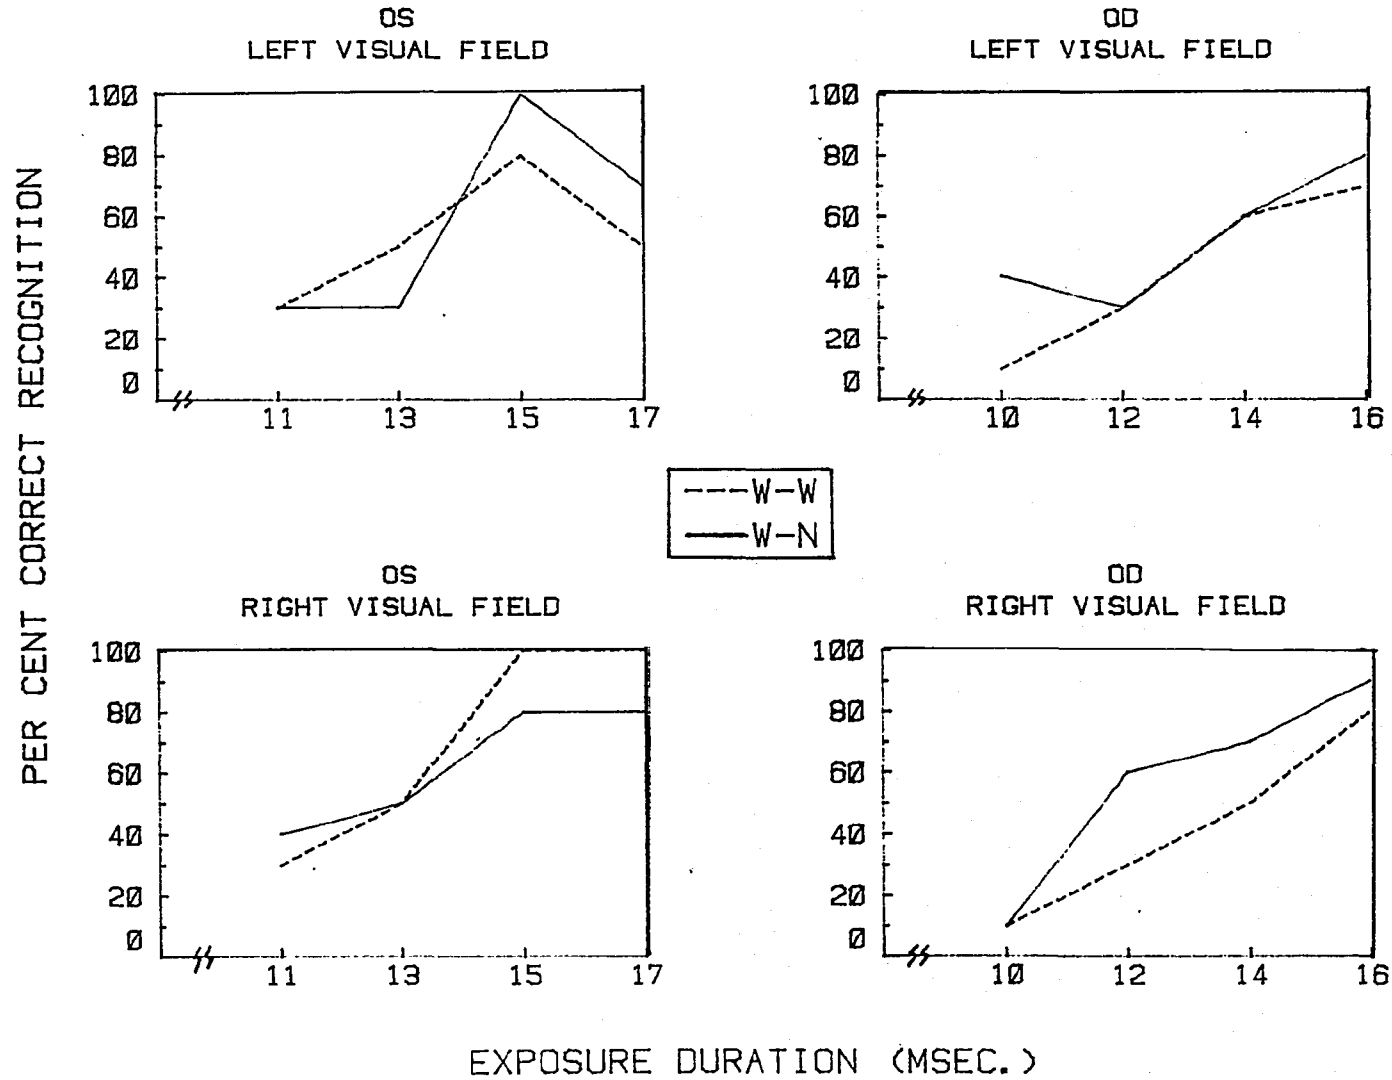 OS
LEFT VISUAL FIELD
OD
LEFT VISUAL FIELD
PER CENT CORRECT RECOGNITION
100
80
60
40
20
0
11 13 15 17
100
80
60
40
20
0
10 12 14 16
W-W
W-N
OS
RIGHT VISUAL FIELD
OD
RIGHT VISUAL FIELD
100
80
60
40
20
0
11 13 15 17
100
80
60
40
20
0
10 12 14 16
EXPOSURE DURATION (MSEC.)